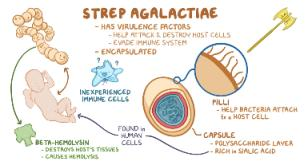 STREP AGALACTIAE
- HAS VIRULENCE FACTORS
- HELP ATTACK & DESTROY HOST CELLS
- EVADE IMMUNE SYSTEM
- ENCAPSULATED
INEXPERIENCED
IMMUNE CELLS
PILLI
- HELP BACTERIA ATTACH
to a HOST CELL
BETA-HEMOLYSIN
- DESTROYS HOST'S TISSUES
- CAUSES HEMOLYSIS
FOUND in
HUMAN
CELLS
CAPSULE
- POLYSACCHARIDE LAYER
- RICH in SIALIC ACID